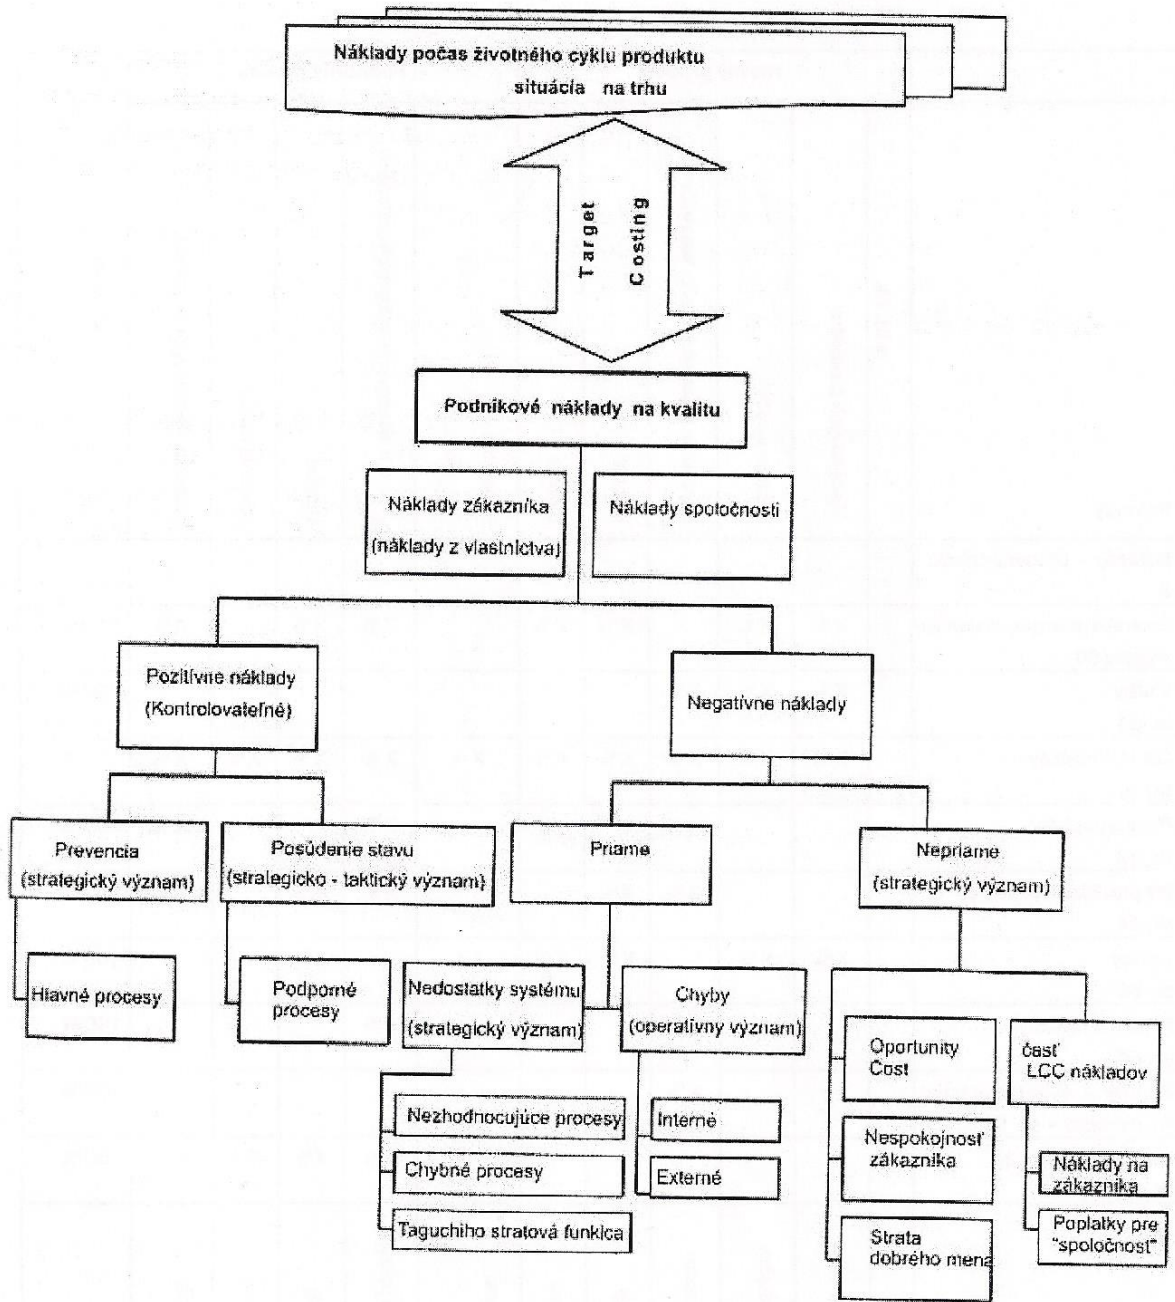 Náklady počas životného cyklu produktu
situácia na trhu
Target
Costing
Podnikové náklady na kvalitu
Náklady zákazníka
(náklady z vlastníctva)
Náklady spoločnosti
Pozitívne náklady
(Kontrolovateľné)
Negatívne náklady
Prevencia
(strategický význam)
Posúdenie stavu
(strategicko - taktický význam)
Priame
Nepriame
(strategický význam)
Hlavné procesy
Podporné
procesy
Nedostatky systému
(strategický význam)
Chyby
(operatívny význam)
Oportunity
Cost
časť
LCC nákladov
Nezhodnocujúce procesy
Interné
Chybné procesy
Externé
Nespokojnosť
zákazníka
Náklady na
zákazníka
Taguchiho stratová funkica
Strata
dobrého mena
Poplatky pre
"spoločnosť"